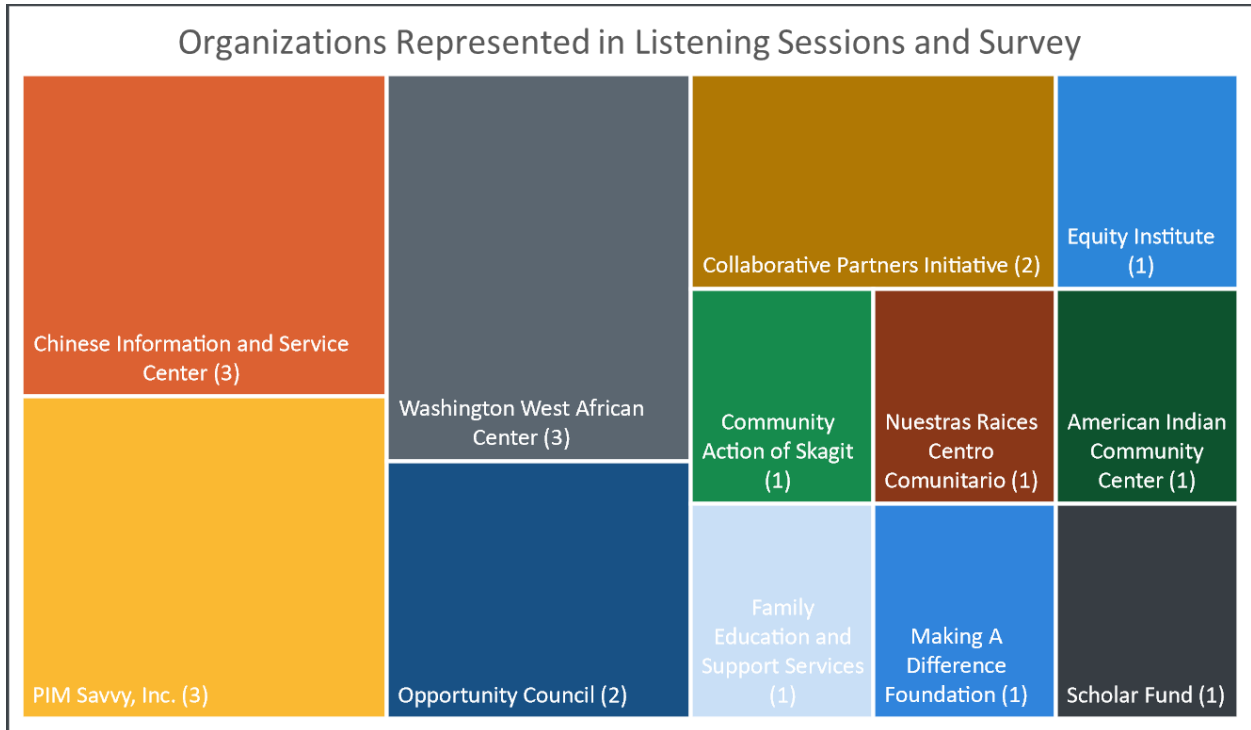 Organizations Represented in Listening Sessions and Survey
Chinese Information and Service
Center (3)
PIM Savvy, Inc. (3)
Washington West African
Center (3)
Opportunity Council (2)
Collaborative Partners Initiative (2)
Equity Institute
(1)
Community
Action of Skagit
(1)
Nuestras Raices
Centro
Comunitario (1)
American Indian
Community
Center (1)
Family
Education and
Support Services
(1)
Making A
Difference
Foundation (1)
Scholar Fund (1)